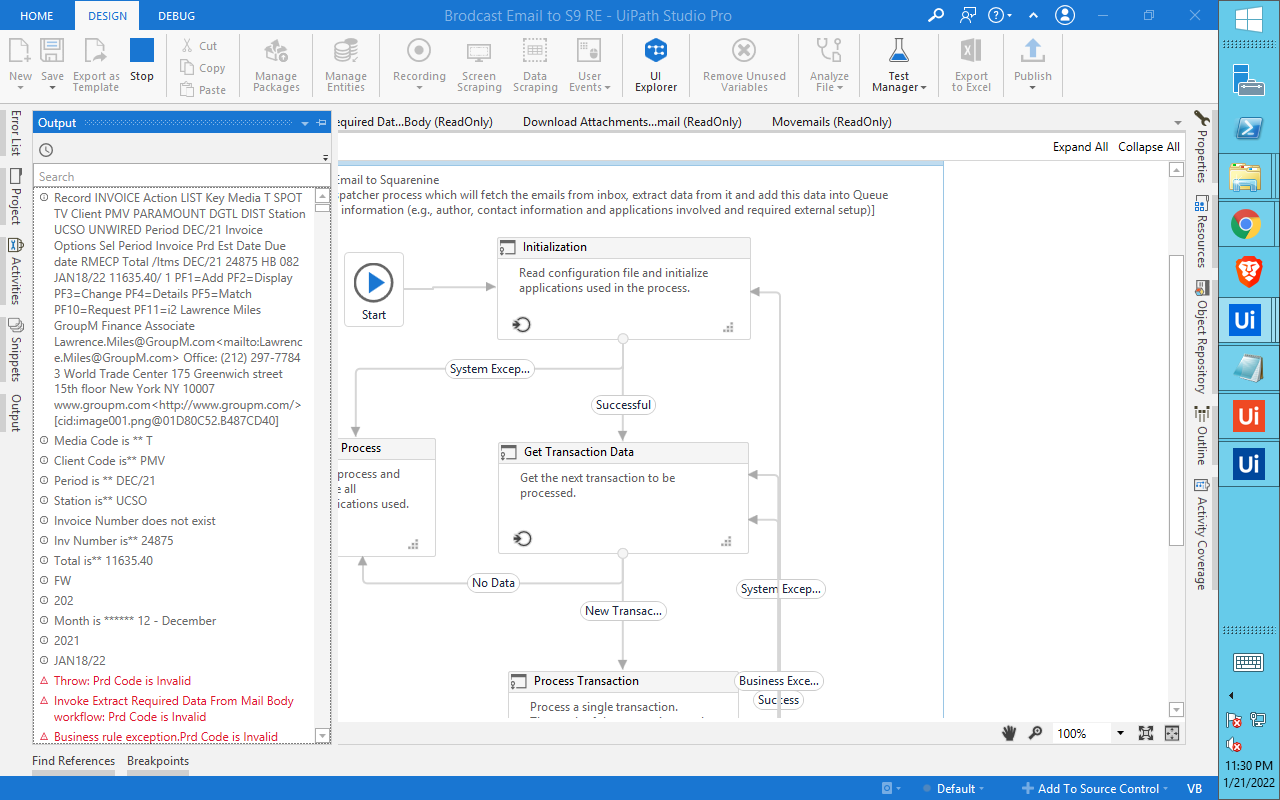 HOME DESIGN DEBUG
Brodcast Email to S9 RE - UiPath Studio Pro
New
Save
Export as
Template
Stop
Cut
Copy
Paste
Manage
Packages
Manage
Entities
Recording
Screen
Scraping
Data
Scraping
User
Events
UI
Explorer
Remove Unused
Variables
Analyze
File
Test
Manager
Export
to Excel
Publish
Error List
Project
Activities
Snippets
Output
Output
Search
Record INVOICE Action LIST Key Media T SPOT
TV Client PMV PARAMOUNT DGTL DIST Station
UCSO UNWIRED Period DEC/21 Invoice
Options Sel Period Invoice Prd Est Date Due
date RMECP Total /Itms DEC/21 24875 HB 082
JAN18/22 11635.40/ 1 PF1=Add PF2=Display
PF3=Change PF4=Details PF5=Match
PF10=Request PF11=i2 Lawrence Miles
GroupM Finance Associate
Lawrence.Miles@GroupM.com<mailto:Lawrenc
e.Miles@GroupM.com> Office: (212) 297-7784
3 World Trade Center 175 Greenwich street
15th floor New York NY 10007
www.groupm.com<http://www.groupm.com/>
[cid:image001.png@01D80C52.B487CD40]
Media Code is ** T
Client Code is** PMV
Period is ** DEC/21
Station is** UCSO
Invoice Number does not exist
Inv Number is** 24875
Total is** 11635.40
FW
202
Month is ****** 12 - December
2021
JAN18/22
Throw: Prd Code is Invalid
Invoke Extract Required Data From Mail Body
workflow: Prd Code is Invalid
Business rule exception.Prd Code is Invalid
Find References Breakpoints
equired Dat...Body (ReadOnly) Download Attachments...mail (ReadOnly) Movemails (ReadOnly)
Expand All Collapse All
Email to Squarenine
patcher process which will fetch the emails from inbox, extract data from it and add this data into Queue
information (e.g., author, contact information and applications involved and required external setup)]
Start
Initialization
Read configuration file and initialize
applications used in the process.
System Excep...
Successful
Process
process and
e all
ications used.
Get Transaction Data
Get the next transaction to be
processed.
No Data
System Excep...
New Transac...
Process Transaction
Process a single transaction.
Business Exce...
Success
100%
Properties
Resources
Object Repository
Outline
Activity Coverage
Default
Add To Source Control
VB
Ui
Ui
Ui
11:30 PM
1/21/2022